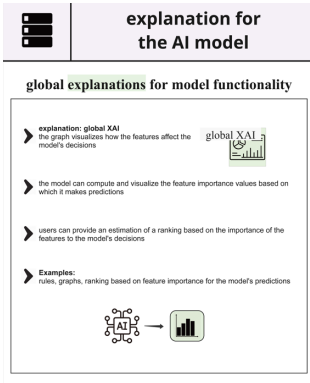 explanation for
the AI model
global explanations for model functionality
explanation: global XAI
the graph visualizes how the features affect the
model's decisions
global XAI
the model can compute and visualize the feature importance values based on
which it makes predictions
users can provide an estimation of a ranking based on the importance of the
features to the model's decisions
Examples:
rules, graphs, ranking based on feature importance for the model's predictions
AI